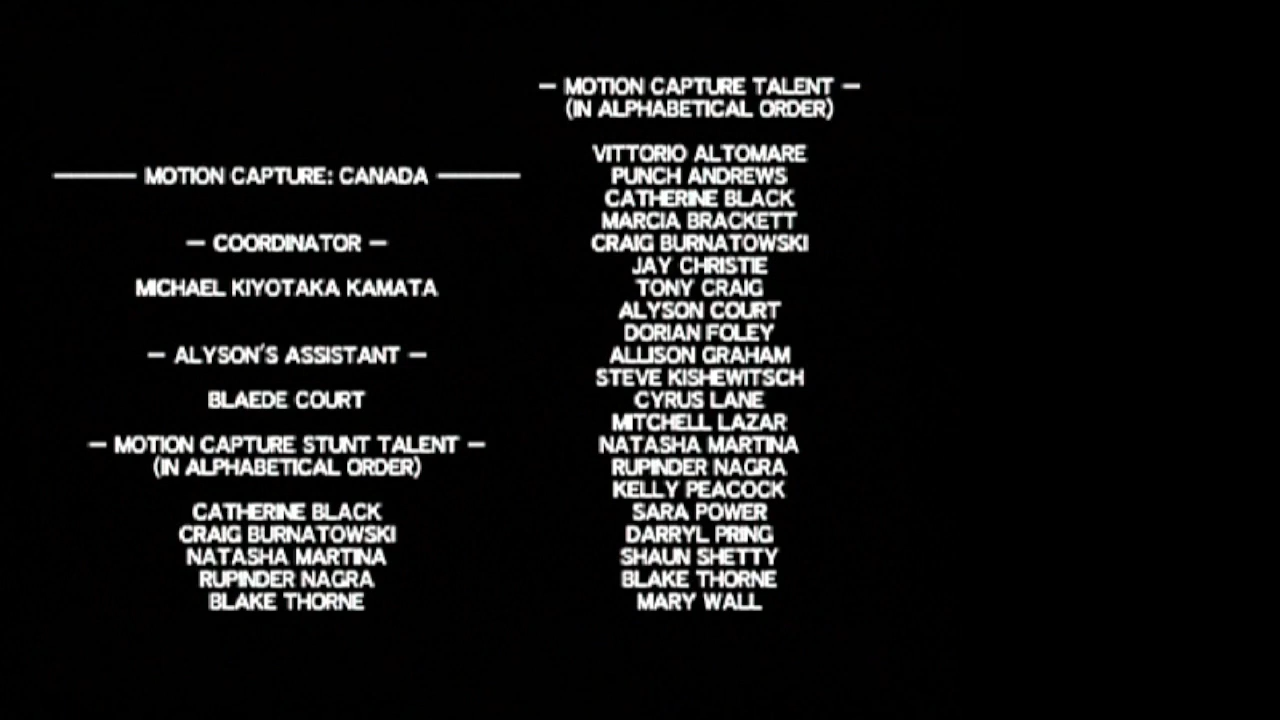 — MOTION CAPTURE: CANADA —
— COORDINATOR —
MICHAEL KIYOTAKA KAMATA
— ALYSON'S ASSISTANT —
BLAEDE COURT
— MOTION CAPTURE STUNT TALENT —
(IN ALPHABETICAL ORDER)
CATHERINE BLACK
CRAIG BURNATOWSKI
NATASHA MARTINA
RUPINDER NAGRA
BLAKE THORNE
— MOTION CAPTURE TALENT —
(IN ALPHABETICAL ORDER)
VITTORIO ALTOMARE
PUNCH ANDREWS
CATHERINE BLACK
MARCIA BRACKETT
CRAIG BURNATOWSKI
JAY CHRISTIE
TONY CRAIG
ALYSON COURT
DORIAN FOLEY
ALLISON GRAHAM
STEVE KISHEWITSCH
CYRUS LANE
MITCHELL LAZAR
NATASHA MARTINA
RUPINDER NAGRA
KELLY PEACOCK
SARA POWER
DARRYL PRING
SHAUN SHETTY
BLAKE THORNE
MARY WALL